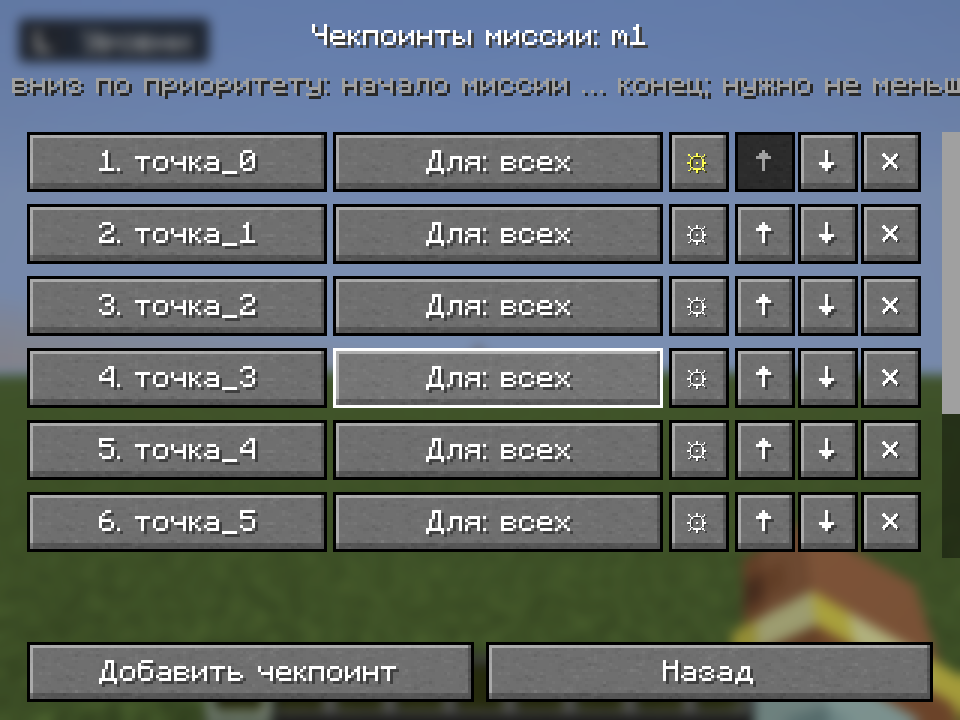 Чекпоинты миссии: m1
вниз по приоритету: начало миссии ... конец; нужно не
1. точка_0 Для: всех ☼ ↑ ↓ ×
2. точка_1 Для: всех ☼ ↑ ↓ ×
3. точка_2 Для: всех ☼ ↑ ↓ ×
4. точка_3 Для: всех ☼ ↑ ↓ ×
5. точка_4 Для: всех ☼ ↑ ↓ ×
6. точка_5 Для: всех ☼ ↑ ↓ ×
Добавить чекпоинт Назад